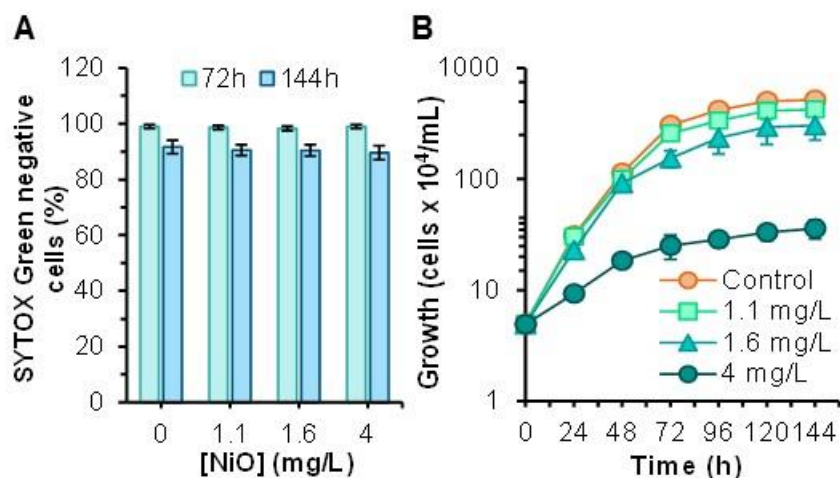 A
SYTOX Green negative
cells (%)
120
100
80
60
40
20
0
72h
144h
0 1.1 1.6 4
[NiO] (mg/L)
B
Growth (cells x 10⁴/mL)
1000
100
10
1
Control
1.1 mg/L
1.6 mg/L
4 mg/L
0 24 48 72 96 120 144
Time (h)